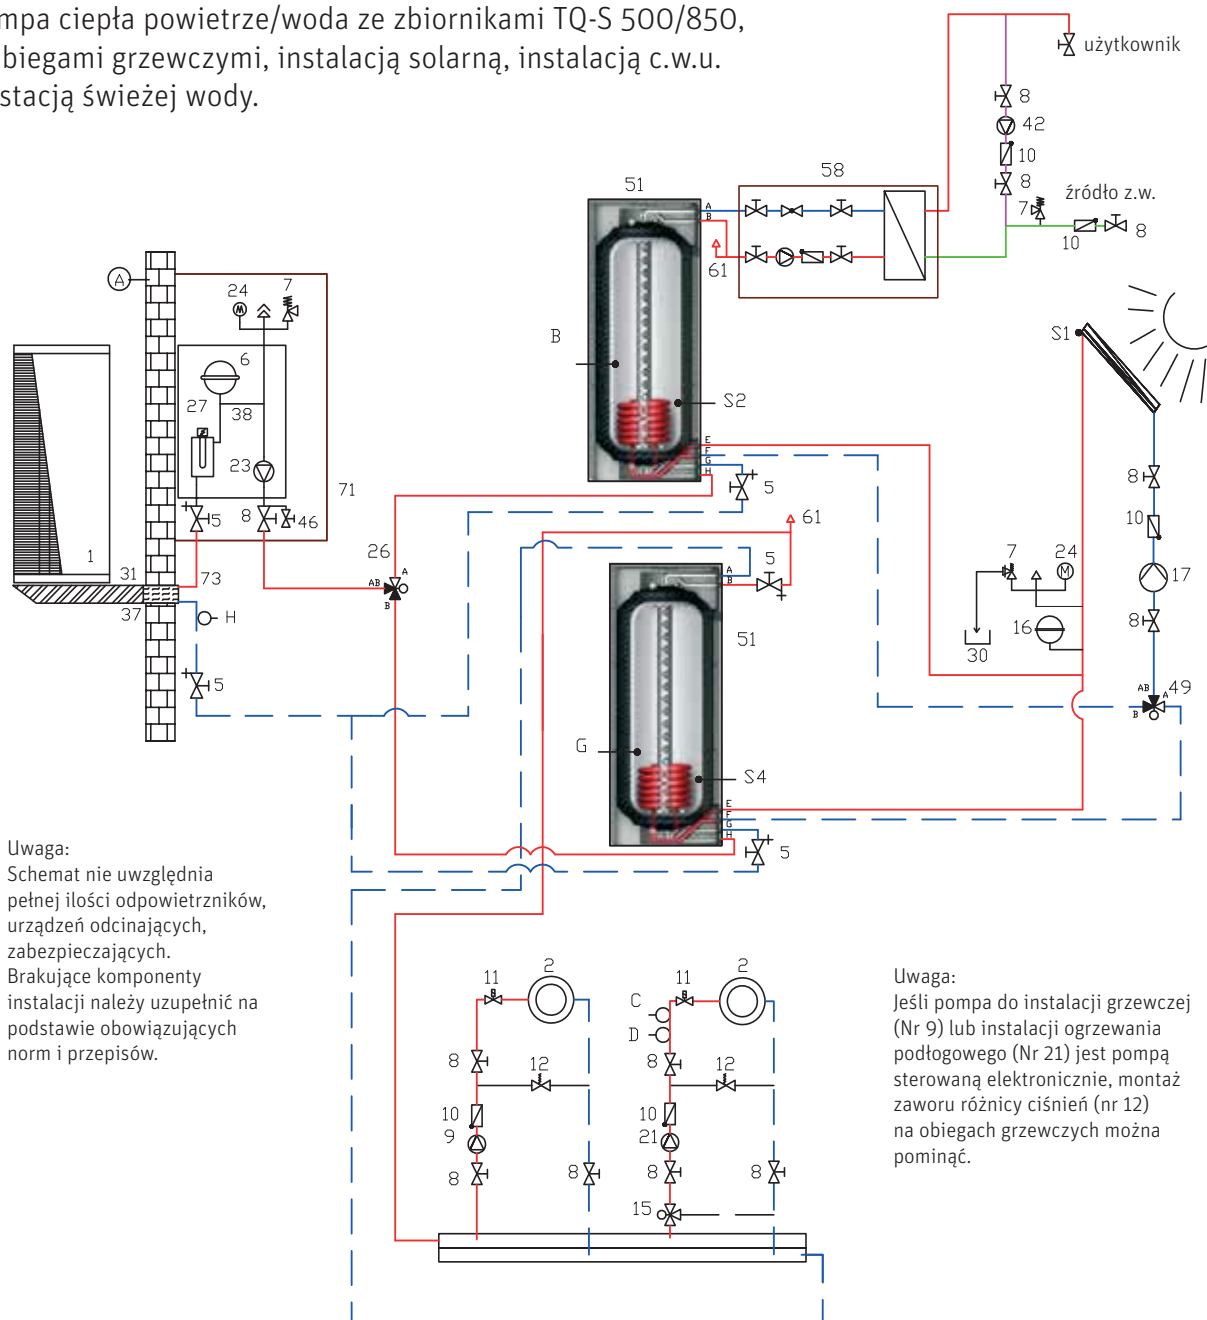 mpa ciepła powietrze/woda ze zbiornikami TQ-S 500/850,
biegami grzewczymi, instalacją solarną, instalacją c.w.u.
stacją świeżej wody.
użytkownik
8
42
10
8
źródło z.w.
7
10
8
58
51
A
B
61
A
24
7
6
27
38
23
5
8
46
71
1
31
73
37
H
5
B
S2
E
F
G
H
5
26
A
AB
B
61
5
A
B
51
G
S4
E
F
G
H
5
S1
8
10
7
24
17
16
8
30
AB
A
49
B
Uwaga:
Schemat nie uwzględnia
pełnej ilości odpowietrzników,
urządzeń odcinających,
zabezpieczających.
Brakujące komponenty
instalcji należy uzupełnić na
podstawie obowiązujących
norm i przepisów.
11
2
8
12
10
9
8
8
11
2
C
D
8
12
10
21
8
8
15
Uwaga:
Jeśli pompa do instalacji grzewczej
(Nr 9) lub instalacji ogrzewania
podłogowego (Nr 21) jest pompą
sterowaną elektronicznie, montaż
zaworu różnicy ciśnień (nr 12)
na obiegach grzewczych można
pominąć.